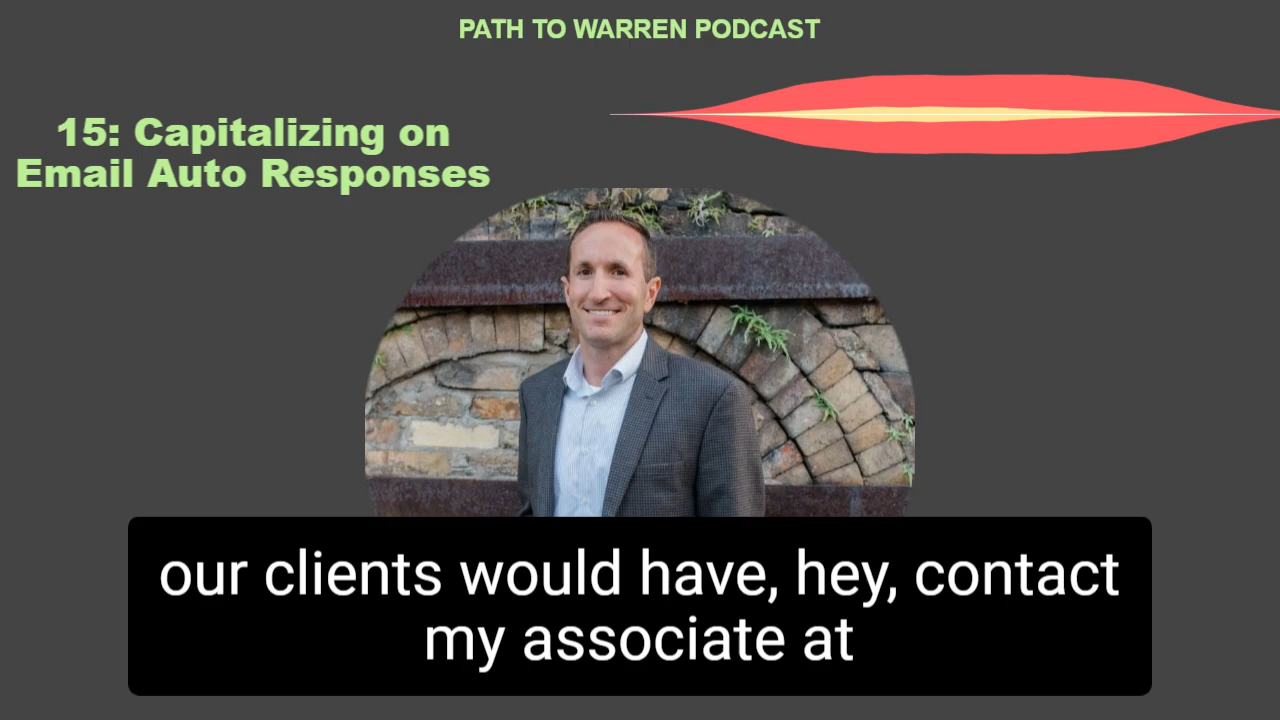 PATH TO WARREN PODCAST
15: Capitalizing on
Email Auto Responses
our clients would have, hey, contact
my associate at